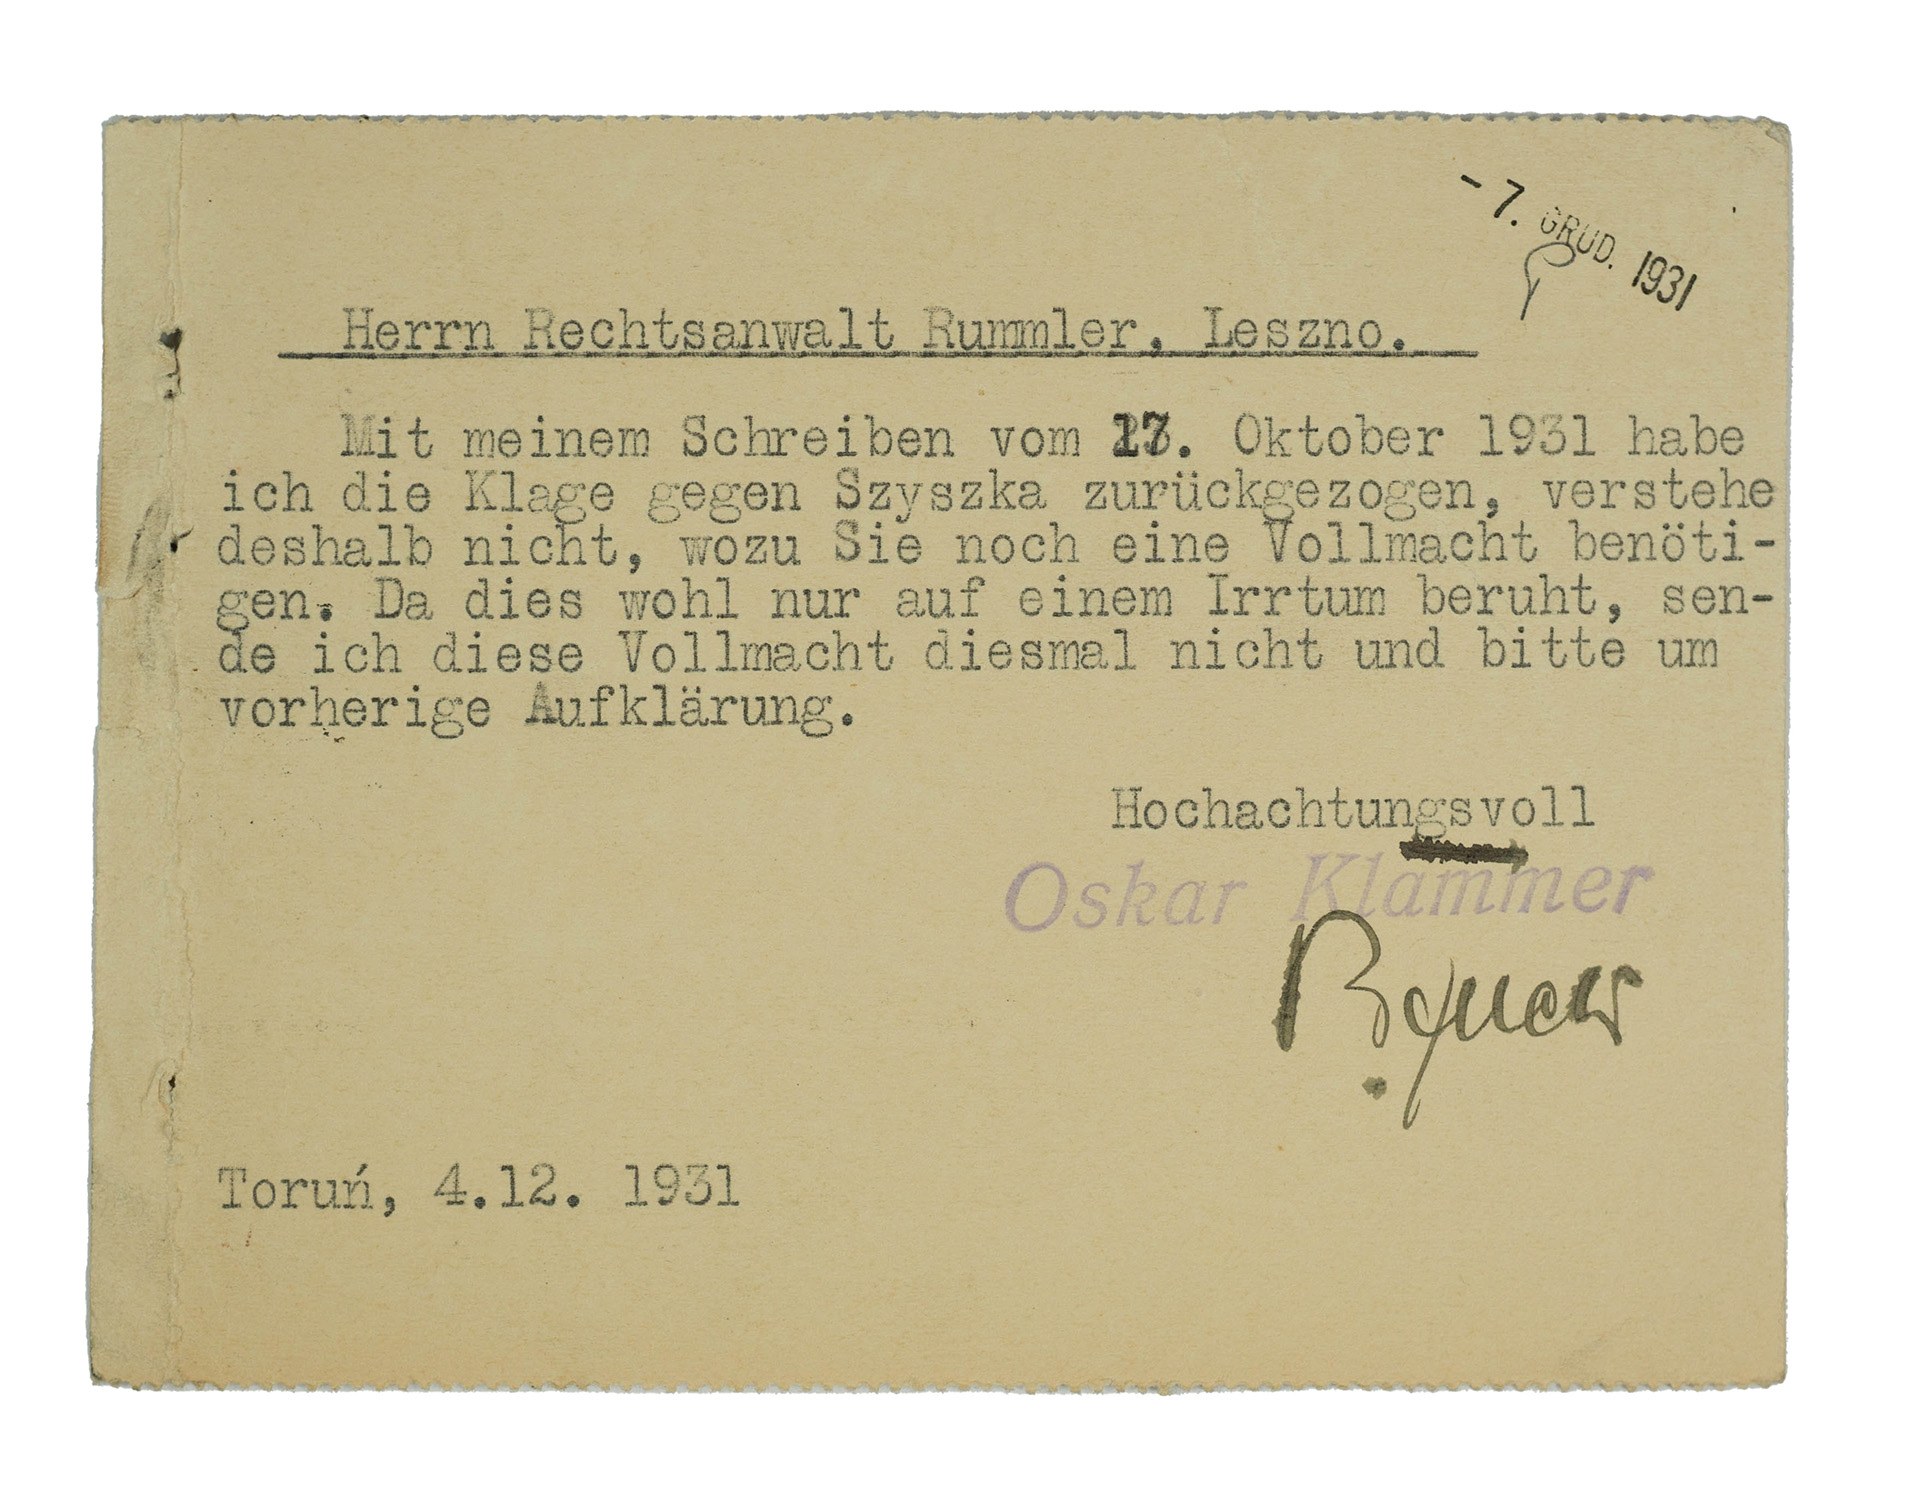 - 7. GRUD. 1931
Herrn Rechtsanwalt Rummler, Leszno.
Mit meinem Schreiben vom . Oktober 1931 habe
ich die Klage gegen Szyszka zurückgezogen, verstehe
deshalb nicht, wozu Sie noch eine Vollmacht benöti-
gen. Da dies wohl nur auf einem Irrtum beruht, sen-
de ich diese Vollmacht diesmal nicht und bitte um
vorherige Aufklärung.
Hochachtungsvoll
Oskar Klammer
Toruń, 4.12. 1931